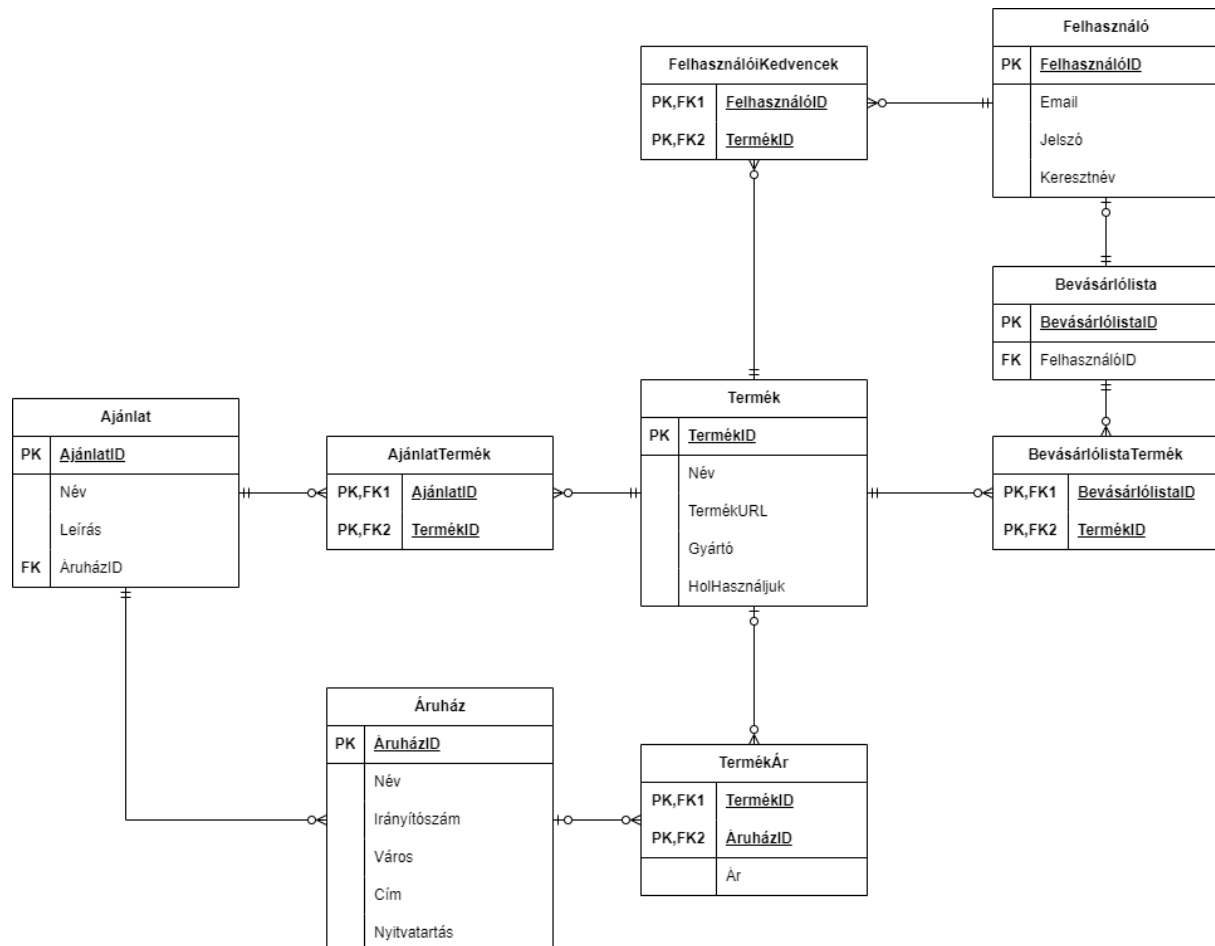 Felhasználó
PK FelhasználóID
Email
Jelszó
Keresztnév
FelhasználóiKedvencek
PK,FK1 FelhasználóID
PK,FK2 TermékID
Bevásárlólista
PK BevásárlólistaID
FK FelhasználóID
Termék
PK TermékID
Név
TermékURL
Gyártó
HolHasználjuk
BevásárlólistaTermék
PK,FK1 BevásárlólistaID
PK,FK2 TermékID
Ajánlat
PK AjánlatID
Név
Leírás
FK ÁruházID
AjánlatTermék
PK,FK1 AjánlatID
PK,FK2 TermékID
Áruház
PK ÁruházID
Név
Irányítószám
Város
Cím
Nyitvatartás
TermékÁr
PK,FK1 TermékID
PK,FK2 ÁruházID
Ár